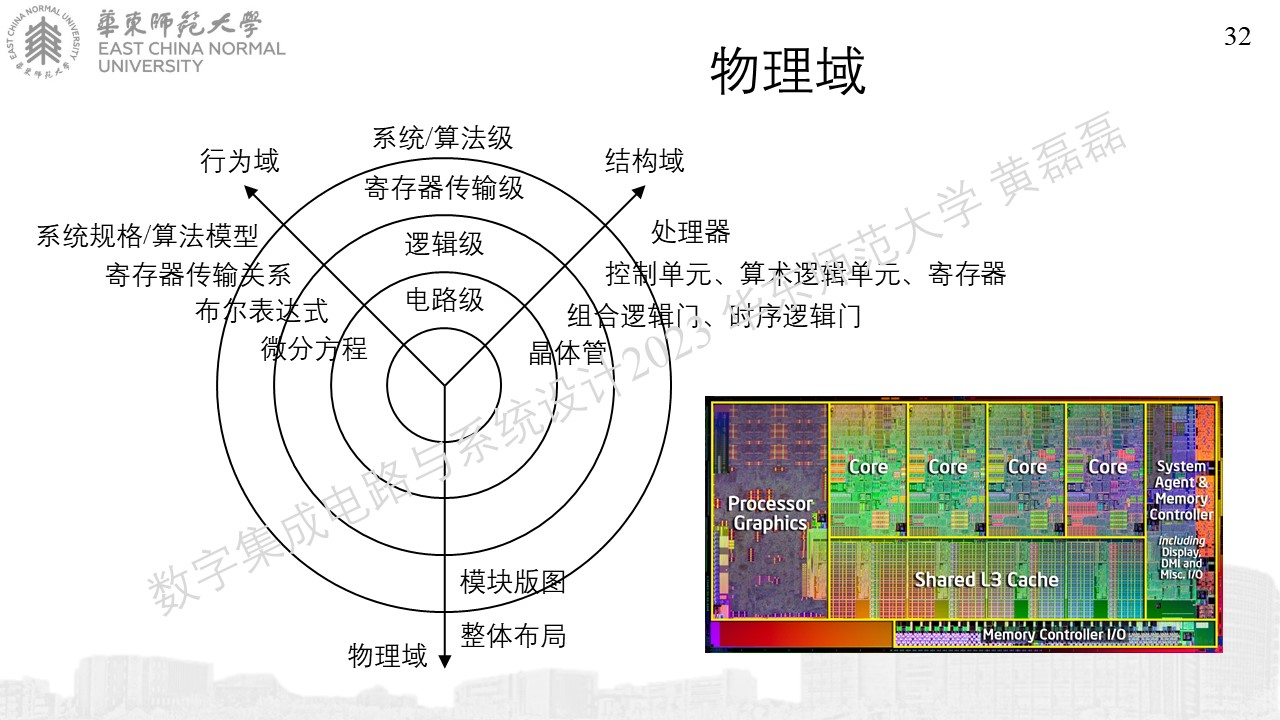 華東師範大學
EAST CHINA NORMAL
UNIVERSITY
EAST CHINA NORMAL UNIVERSITY
華東师范大学
32
物理域
系统/算法级
行为域
结构域
寄存器传输级
系统规格/算法模型
处理器
逻辑级
寄存器传输关系
控制单元、算术逻辑单元、寄存器
电路级
布尔表达式
组合逻辑门、时序逻辑门
微分方程
晶体管
模块版图
整体布局
物理域
Processor
Graphics
Core
Core
Core
Core
System
Agent &
Memory
Controller
including
Display,
DMI and
Misc. I/O
Shared L3 Cache
Memory Controller I/O
数字集成电路与系统设计2023 华东师范大学 黄磊磊